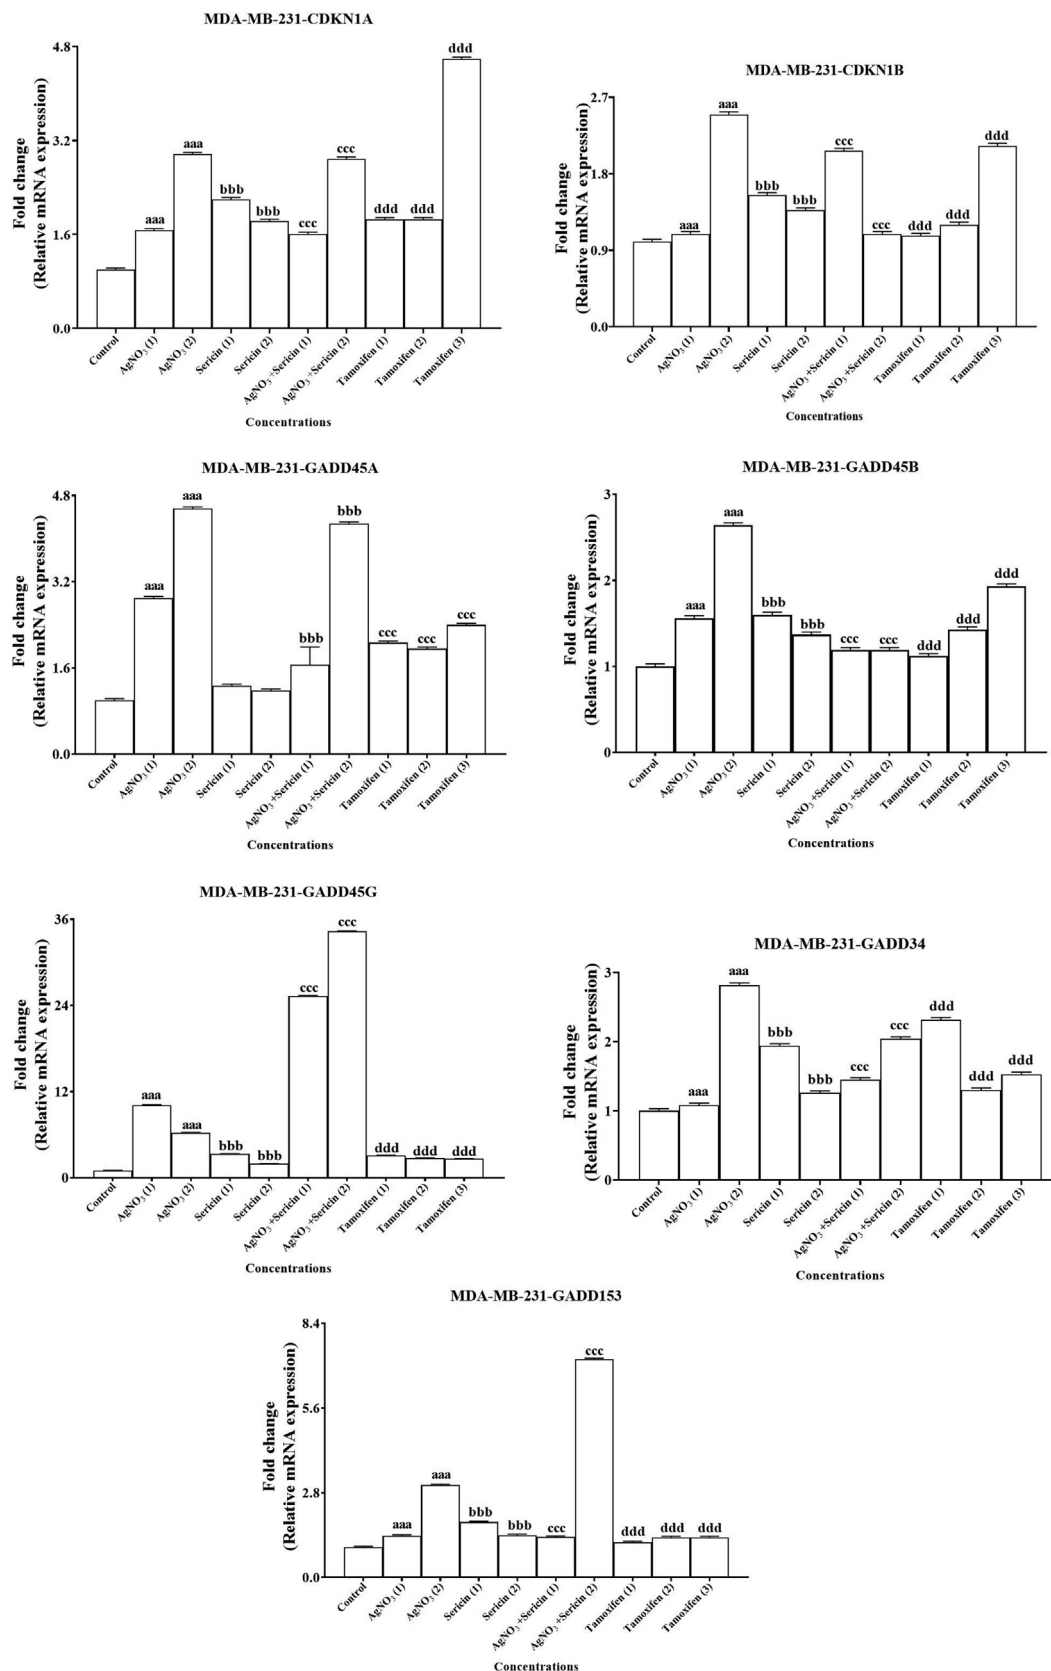 MDA-MB-231-CDKN1A
Fold change
(Relative mRNA expression)
4.8
3.2
1.6
0.0
aaa
aaa
bbb
bbb
ccc
ccc
ddd
ddd
ddd
Control
AgNO₃ (1)
AgNO₃ (2)
Sericin (1)
Sericin (2)
AgNO₃ +Sericin (1)
AgNO₃ +Sericin (2)
Tamoxifen (1)
Tamoxifen (2)
Tamoxifen (3)
Concentrations
MDA-MB-231-CDKN1B
Fold change
(Relative mRNA expression)
2.7
1.8
0.9
0.0
aaa
aaa
bbb
bbb
ccc
ccc
ddd
ddd
ddd
Control
AgNO₃ (1)
AgNO₃ (2)
Sericin (1)
Sericin (2)
AgNO₃ +Sericin (1)
AgNO₃ +Sericin (2)
Tamoxifen (1)
Tamoxifen (2)
Tamoxifen (3)
Concentrations
MDA-MB-231-GADD45A
Fold change
(Relative mRNA expression)
4.8
3.2
1.6
0.0
aaa
aaa
bbb
bbb
ccc
ccc
ccc
Control
AgNO₃ (1)
AgNO₃ (2)
Sericin (1)
Sericin (2)
AgNO₃ +Sericin (1)
AgNO₃ +Sericin (2)
Tamoxifen (1)
Tamoxifen (2)
Tamoxifen (3)
Concentrations
MDA-MB-231-GADD45B
Fold change
(Relative mRNA expression)
3
2
1
0
aaa
aaa
bbb
bbb
ccc
ccc
ddd
ddd
ddd
Control
AgNO₃ (1)
AgNO₃ (2)
Sericin (1)
Sericin (2)
AgNO₃ +Sericin (1)
AgNO₃ +Sericin (2)
Tamoxifen (1)
Tamoxifen (2)
Tamoxifen (3)
Concentrations
MDA-MB-231-GADD45G
Fold change
(Relative mRNA expression)
36
24
12
0
aaa
aaa
bbb
bbb
ccc
ccc
ddd
ddd
ddd
Control
AgNO₃ (1)
AgNO₃ (2)
Sericin (1)
Sericin (2)
AgNO₃ +Sericin (1)
AgNO₃ +Sericin (2)
Tamoxifen (1)
Tamoxifen (2)
Tamoxifen (3)
Concentrations
MDA-MB-231-GADD34
Fold change
(Relative mRNA expression)
3
2
1
0
aaa
aaa
bbb
bbb
ccc
ccc
ddd
ddd
ddd
Control
AgNO₃ (1)
AgNO₃ (2)
Sericin (1)
Sericin (2)
AgNO₃ +Sericin (1)
AgNO₃ +Sericin (2)
Tamoxifen (1)
Tamoxifen (2)
Tamoxifen (3)
Concentrations
MDA-MB-231-GADD153
Fold change
(Relative mRNA expression)
8.4
5.6
2.8
0.0
aaa
aaa
bbb
bbb
ccc
ccc
ddd
ddd
ddd
Control
AgNO₃ (1)
AgNO₃ (2)
Sericin (1)
Sericin (2)
AgNO₃ +Sericin (1)
AgNO₃ +Sericin (2)
Tamoxifen (1)
Tamoxifen (2)
Tamoxifen (3)
Concentrations